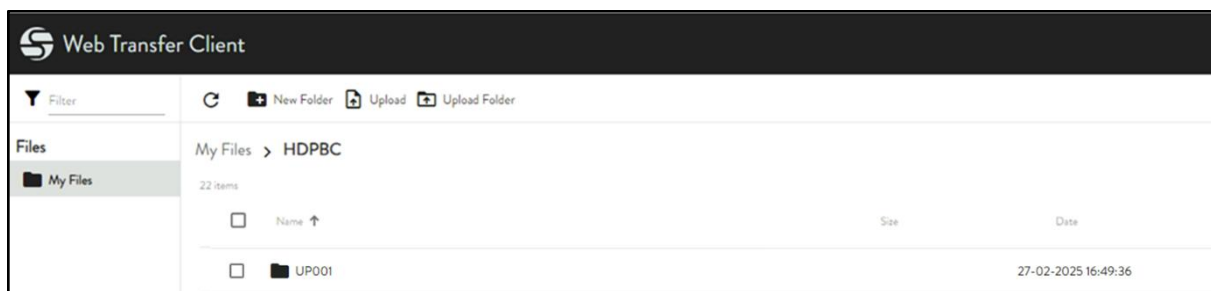 Web Transfer Client
Filter
New Folder Upload Upload Folder
Files
My Files
My Files > HDPBC
22 items
Name ↑ Size Date
UP001 27-02-2025 16:49:36